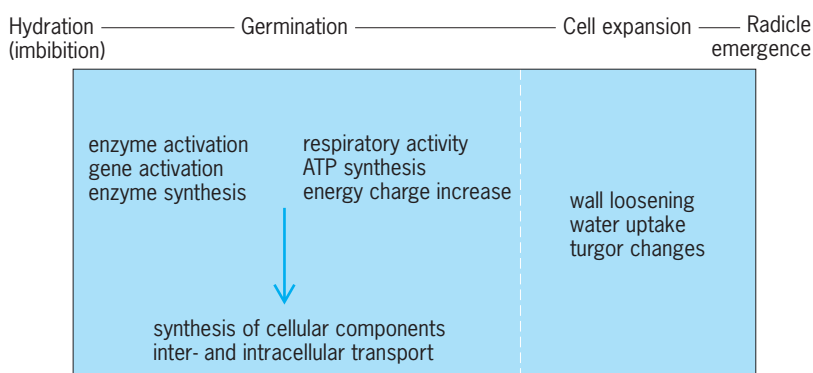 Hydration Germination Cell expansion Radicle
(imbibition) emergence
enzyme activation
gene activation
enzyme synthesis
respiratory activity
ATP synthesis
energy charge increase
wall loosening
water uptake
turgor changes
synthesis of cellular components
inter- and intracellular transport